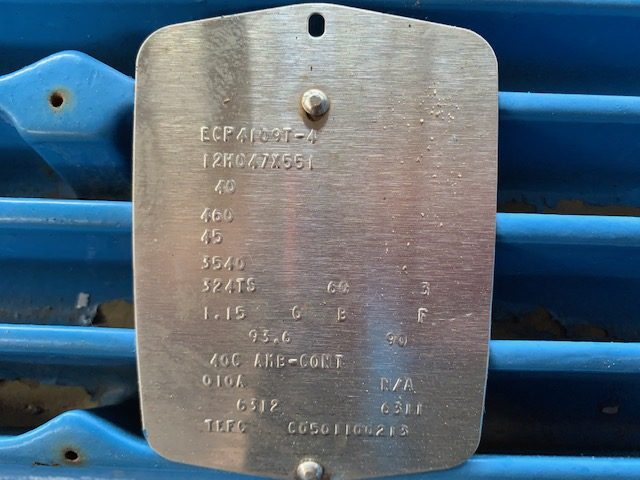 ECP4109T-4
12H047X551
40
460
45
3540
324TS 60 3
1.15 G B F
93.6 90
40C AMB-CONT
010A N/A
6312 6311
TEFC C0501100213